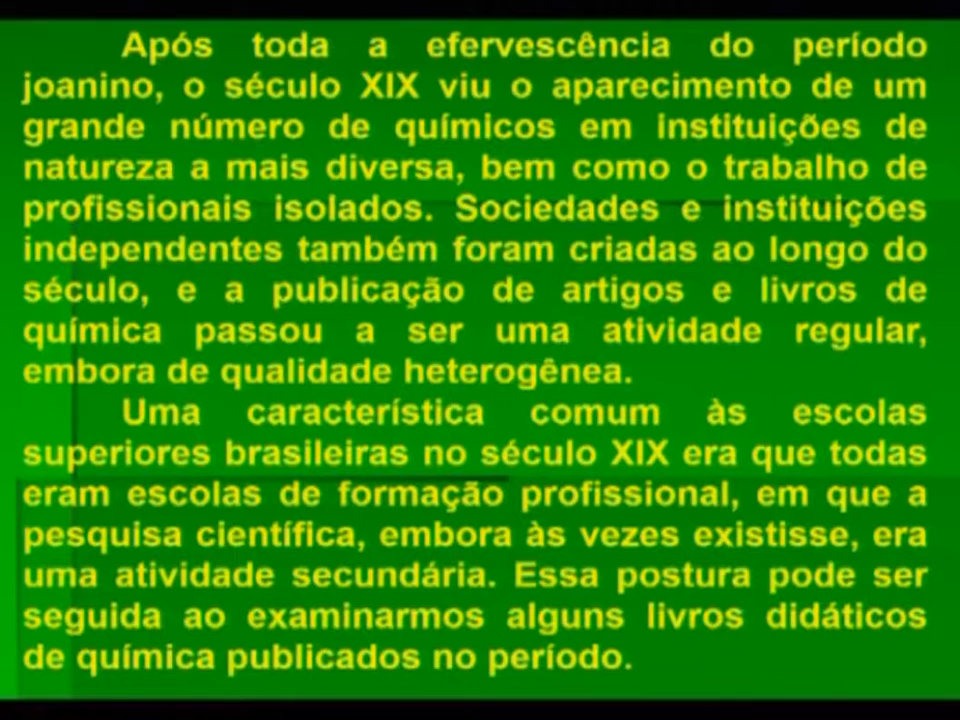 Após toda a efervescência do período
joanino, o século XIX viu o aparecimento de um
grande número de químicos em instituições de
natureza a mais diversa, bem como o trabalho de
profissionais isolados. Sociedades e instituições
independentes também foram criadas ao longo do
século, e a publicação de artigos e livros de
química passou a ser uma atividade regular,
embora de qualidade heterogênea.
Uma característica comum às escolas
superiores brasileiras no século XIX era que todas
eram escolas de formação profissional, em que a
pesquisa científica, embora às vezes existisse, era
uma atividade secundária. Essa postura pode ser
seguida ao examinarmos alguns livros didáticos
de química publicados no período.